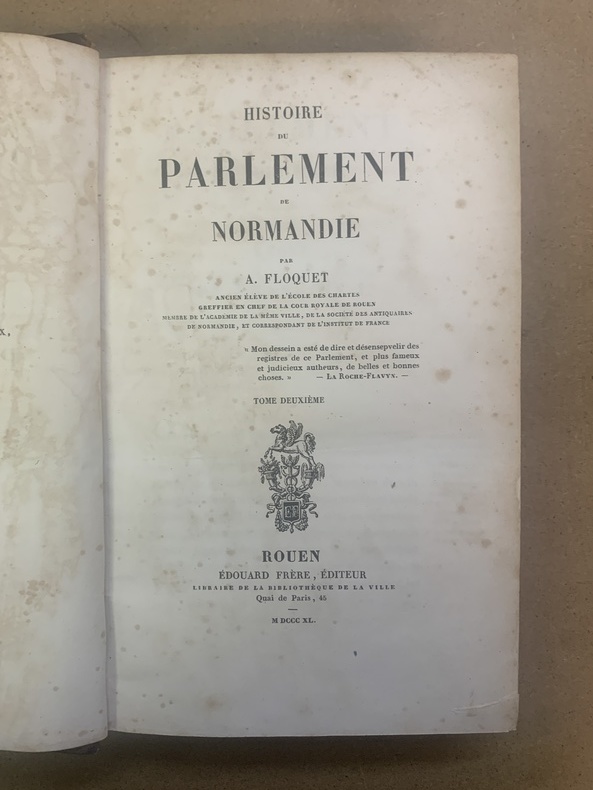 x,
HISTOIRE
DU
PARLEMENT
DE
NORMANDIE
PAR
A. FLOQUET
ANCIEN ÉLÈVE DE L'ÉCOLE DES CHARTES
GREFFIER EN CHEF DE LA COUR ROYALE DE ROUEN
MEMBRE DE L'ACADEMIE DE LA MÊME VILLE, DE LA SOCIÉTÉ DES ANTIQUAIRES
DE NORMANDIE, ET CORRESPONDANT DE L'INSTITUT DE FRANCE
« Mon dessein a esté de dire et désensepvelir des
registres de ce Parlement, et plus fameux
et judicieux autheurs, de belles et bonnes
choses. » — LA ROCHE-FLAVYN. —
TOME DEUXIÈME
ROUEN
ÉDOUARD FRÈRE, ÉDITEUR
LIBRAIRE DE LA BIBLIOTHÈQUE DE LA VILLE
Quai de Paris, 45
M DCCC XL.